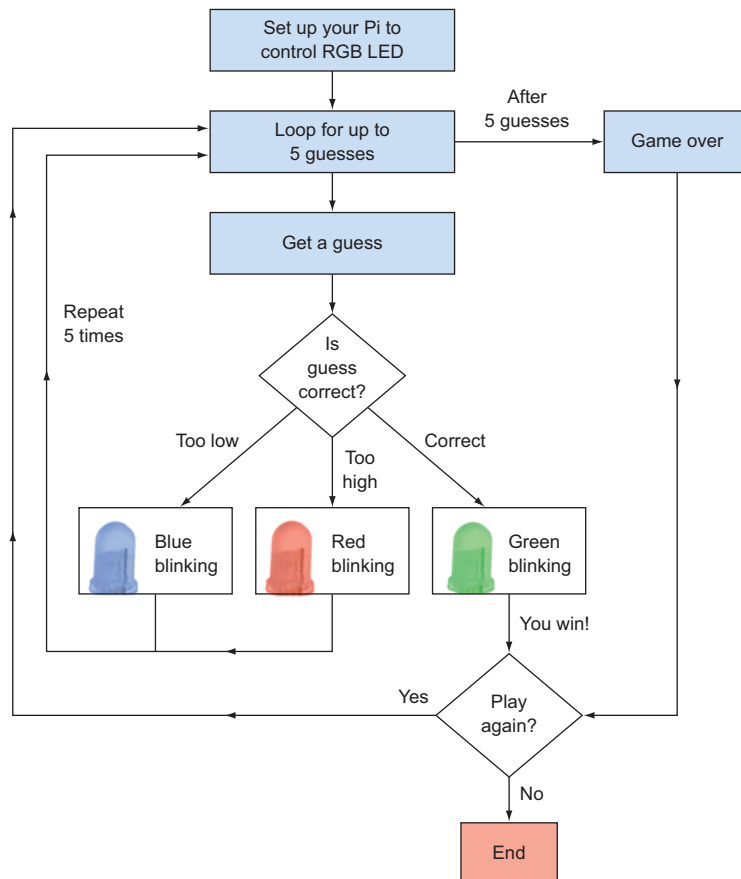 Set up your Pi to
control RGB LED
After
5 guesses
Loop for up to
5 guesses
Game over
Get a guess
Repeat
5 times
Is
guess
correct?
Too low
Too
high
Correct
Blue
blinking
Red
blinking
Green
blinking
You win!
Yes
Play
again?
No
End